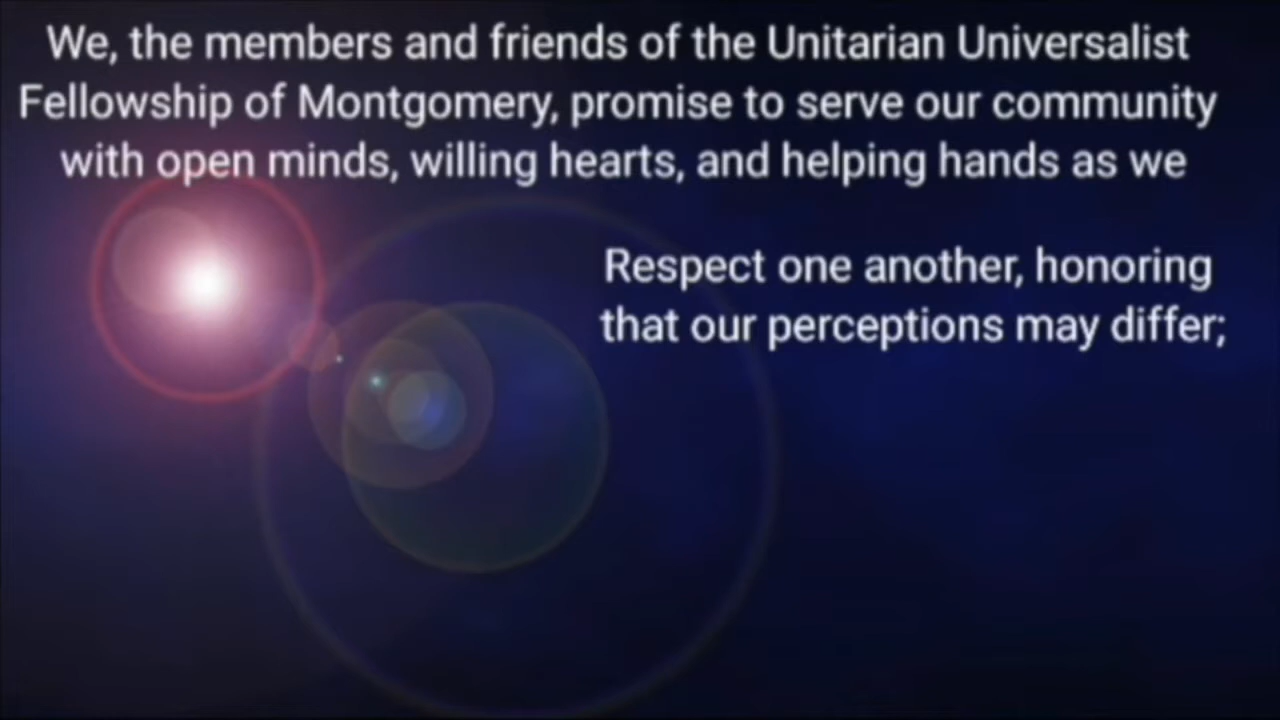 We, the members and friends of the Unitarian Universalist
Fellowship of Montgomery, promise to serve our community
with open minds, willing hearts, and helping hands as we
Respect one another, honoring
that our perceptions may differ;